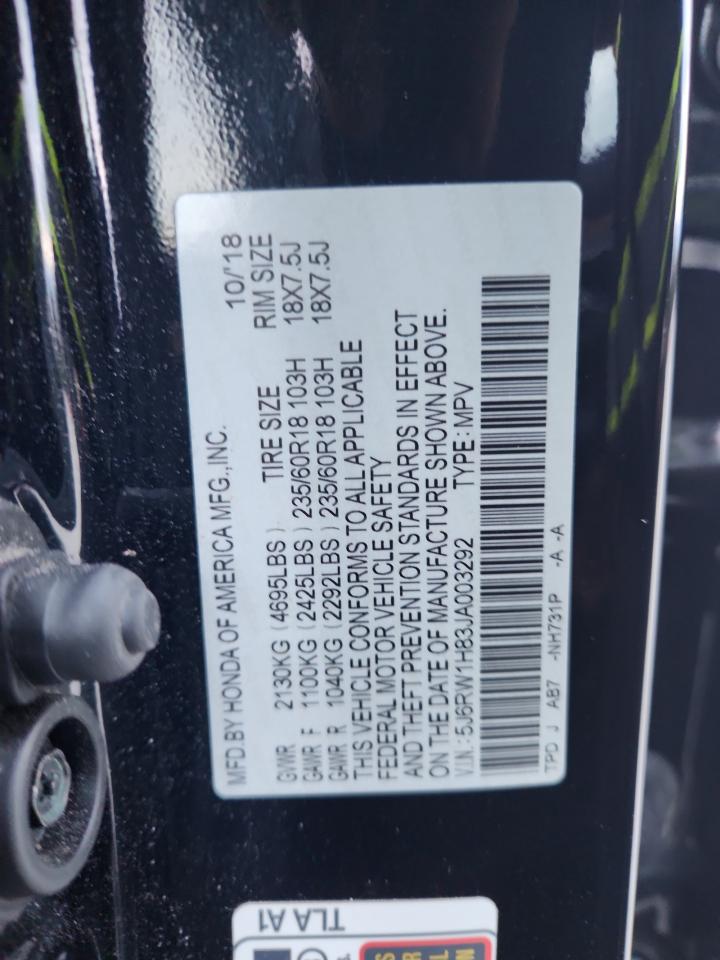 MFD.BY HONDA OF AMERICA MFG.,INC. 10/'18
GVWR 2130KG (4695LBS) TIRE SIZE RIM SIZE
GAWR F 1100KG (2425LBS) 235/60R18 103H 18X7.5J
GAWR R 1040KG (2292LBS) 235/60R18 103H 18X7.5J
THIS VEHICLE CONFORMS TO ALL APPLICABLE
FEDERAL MOTOR VEHICLE SAFETY
AND THEFT PREVENTION STANDARDS IN EFFECT
ON THE DATE OF MANUFACTURE SHOWN ABOVE.
V.I.N.:5J6RW1H83JA003292 TYPE:MPV
TPD J AB7 -NH731P -A -A
TLA A1